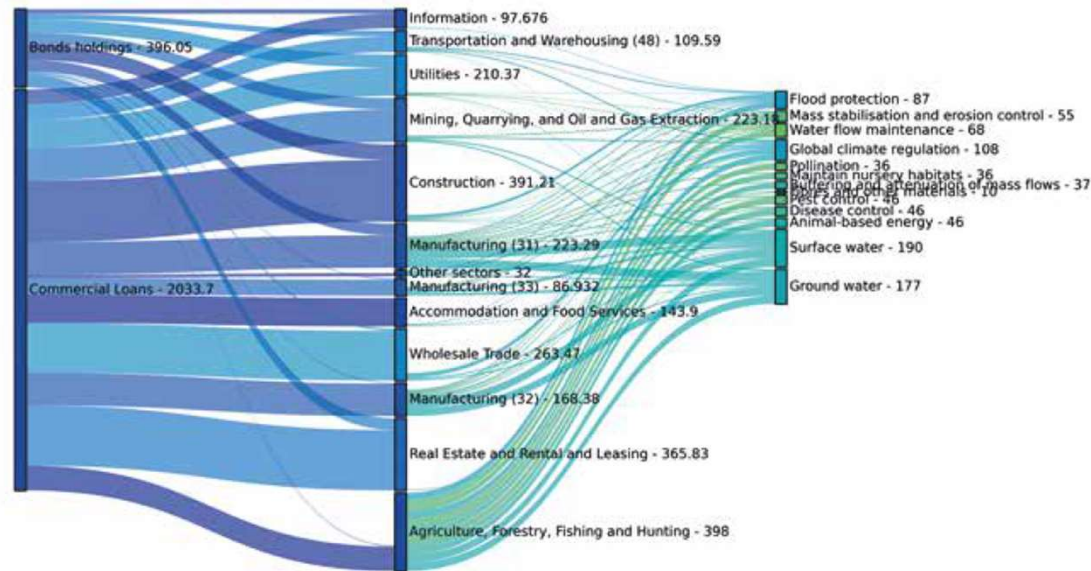 Bonds holdings - 396.05
Commercial Loans - 2033.7
Information - 97.676
Transportation and Warehousing (48) - 109.59
Utilities - 210.37
Mining, Quarrying, and Oil and Gas Extraction - 223.18
Construction - 391.21
Manufacturing (31) - 223.29
Other sectors - 32
Manufacturing (33) - 86.932
Accommodation and Food Services - 143.9
Wholesale Trade - 263.47
Manufacturing (32) - 168.38
Real Estate and Rental and Leasing - 365.83
Agriculture, Forestry, Fishing and Hunting - 398
Flood protection - 87
Mass stabilisation and erosion control - 55
Water flow maintenance - 68
Global climate regulation - 108
Pollination - 36
Maintain nursery habitats - 36
Buffering and attenuation of mass flows - 37
Fibres and other materials - 10
Pest control - 46
Disease control - 46
Animal-based energy - 46
Surface water - 190
Ground water - 177